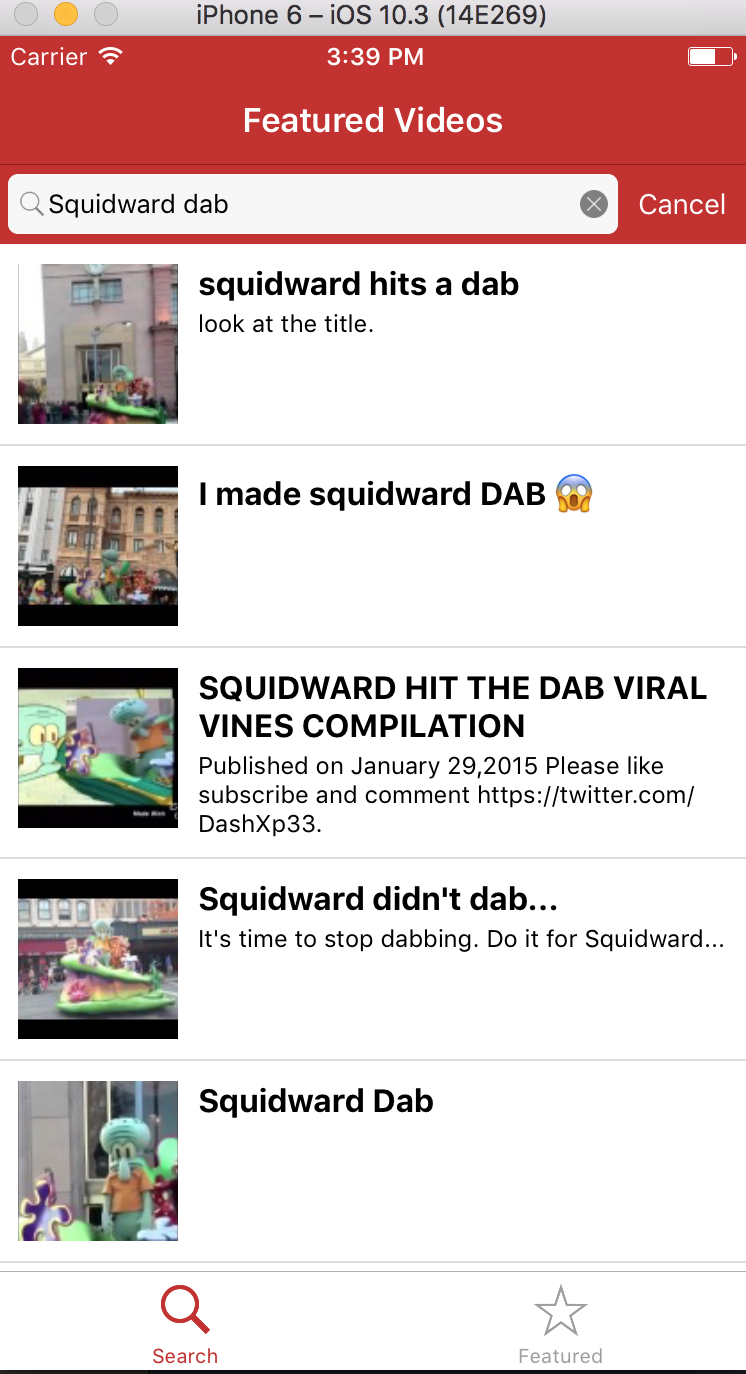 iPhone 6 – iOS 10.3 (14E269)
Carrier 3:39 PM
Featured Videos
Squidward dab Cancel
squidward hits a dab
look at the title.
I made squidward DAB 😱
SQUIDWARD HIT THE DAB VIRAL
VINES COMPILATION
Published on January 29,2015 Please like
subscribe and comment https://twitter.com/
DashXp33.
Squidward didn't dab...
It's time to stop dabbing. Do it for Squidward...
Squidward Dab
Search Featured